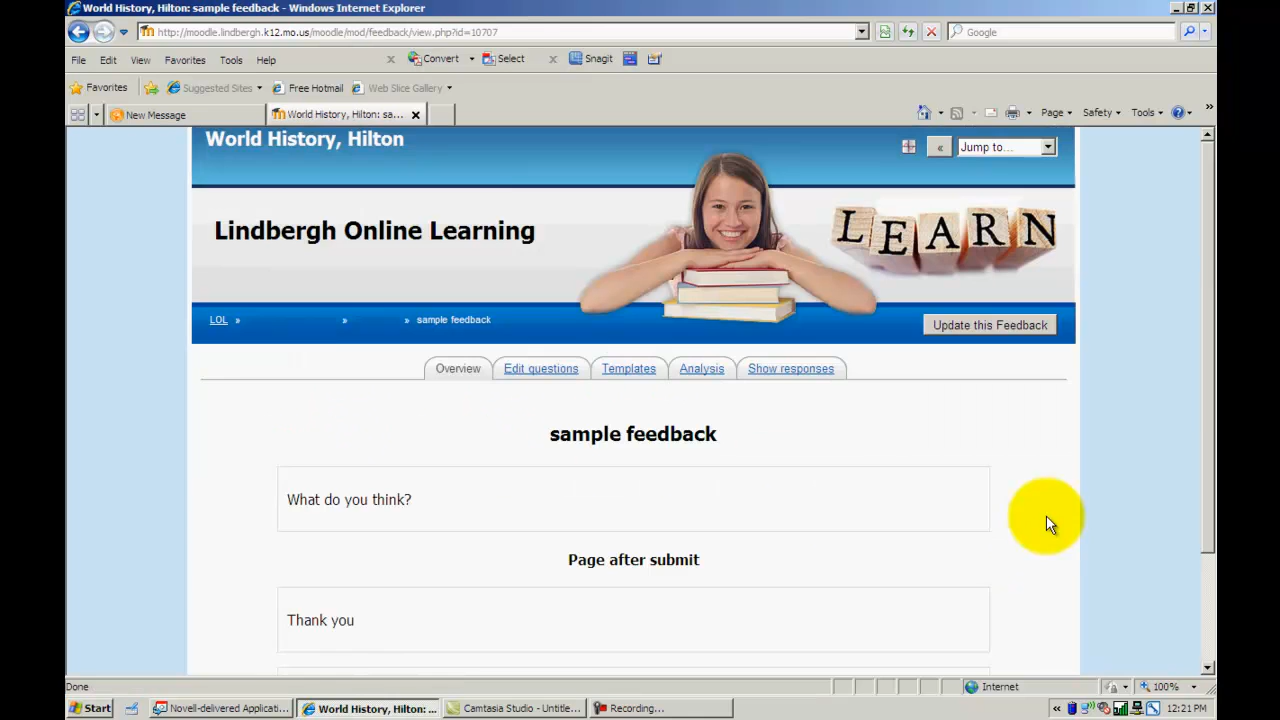 World History, Hilton: sample feedback - Windows Internet Explorer
http://moodle.lindbergh.k12.mo.us/moodle/mod/feedback/view.php?id=10707
Google
File Edit View Favorites Tools Help
x Convert Select x Snagit
Favorites Suggested Sites Free Hotmail Web Slice Gallery
New Message World History, Hilton: sa... x Page Safety Tools »
World History, Hilton
« Jump to...
Lindbergh Online Learning
LEARN
LOL » » » sample feedback
Update this Feedback
Overview Edit questions Templates Analysis Show responses
sample feedback
What do you think?
Page after submit
Thank you
Done Internet 100%
Start Novell-delivered Applicati... World History, Hilton: ... Camtasia Studio - Untitle... Recording... « 12:21 PM